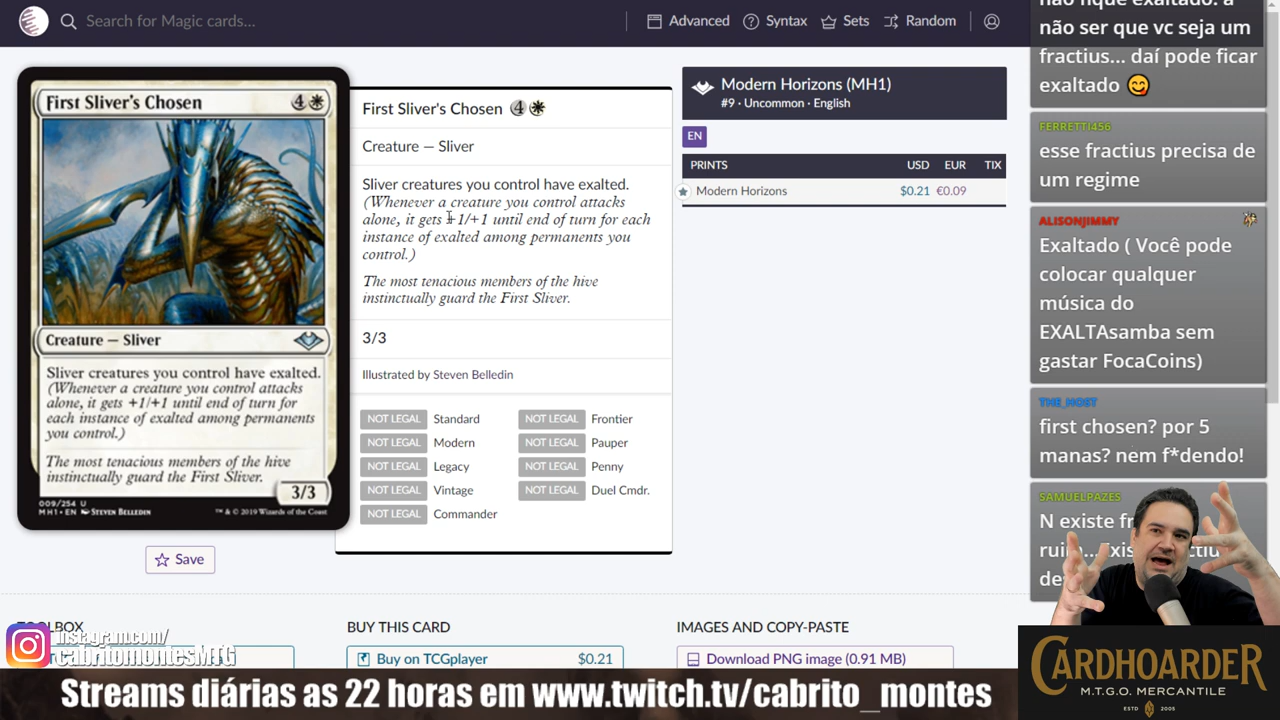 Search for Magic cards...
Advanced
Syntax
Sets
Random
First Sliver's Chosen 4
Creature — Sliver
Sliver creatures you control have exalted.
(Whenever a creature you control attacks
alone, it gets +1/+1 until end of turn for
each instance of exalted among permanents
you control.)
The most tenacious members of the hive
instinctually guard the First Sliver.
3/3
009/254 U
MH1 • EN STEVEN BELLEDIN
™ & © 2019 Wizards of the Coast
Save
First Sliver's Chosen 4
Creature — Sliver
Sliver creatures you control have exalted.
(Whenever a creature you control attacks
alone, it gets +1/+1 until end of turn for each
instance of exalted among permanents you
control.)
The most tenacious members of the hive
instinctually guard the First Sliver.
3/3
Illustrated by Steven Belledin
NOT LEGAL Standard NOT LEGAL Frontier
NOT LEGAL Modern NOT LEGAL Pauper
NOT LEGAL Legacy NOT LEGAL Penny
NOT LEGAL Vintage NOT LEGAL Duel Cmdr.
NOT LEGAL Commander
Modern Horizons (MH1)
#9 · Uncommon · English
EN
PRINTS USD EUR TIX
Modern Horizons $0.21 €0.09
não fique exaltado. a
não ser que vc seja um
fractius... daí pode ficar
exaltado
FERRETTI456
esse fractius precisa de
um regime
ALISONJIMMY
Exaltado ( Você pode
colocar qualquer
música do
EXALTAsamba sem
gastar FocaCoins)
THE_HOST
first chosen? por 5
manas? nem f*dendo!
SAMUELPAZES
N existe
TOOLBOX
BUY THIS CARD
IMAGES AND COPY-PASTE
Buy on TCGplayer $0.21
Download PNG image (0.91 MB)
instagram.com/
cabritomontesMTG
CARDHOARDER
M.T.G.O. MERCANTILE
ESTD 2005
Streams diárias as 22 horas em www.twitch.tv/cabrito_montes